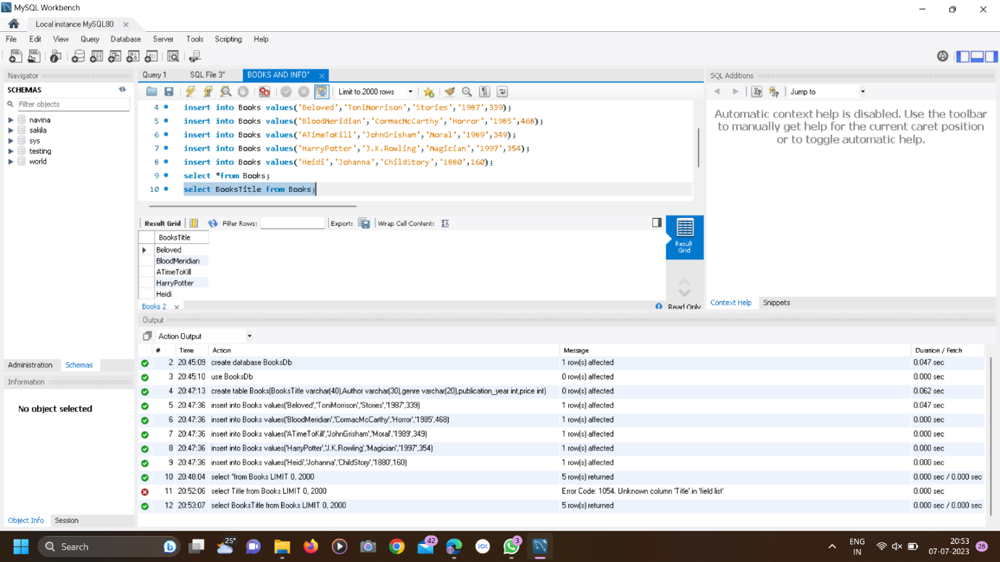 MySQL Workbench
Local instance MySQL80
File Edit View Query Database Server Tools Scripting Help
Navigator
SCHEMAS
Filter objects
navina
sakila
sys
testing
world
Administration Schemas
Information
No object selected
Object Info Session
Query 1 SQL File 3* BOOKS AND INFO*
Limit to 2000 rows
4 insert into Books values('Beloved','ToniMorrison','Stories','1987',339);
5 insert into Books values('BloodMeridian','CormacMcCarthy','Horror','1985',468);
6 insert into Books values('ATimeToKill','JohnGrisham','Moral','1989',349);
7 insert into Books values('HarryPotter','J.K.Rowling','Magician','1997',354);
8 insert into Books values('Heidi','Johanna','ChildStory','1880',160);
9 select *from Books;
10 select BooksTitle from Books;
Result Grid Filter Rows: Export: Wrap Cell Content:
BooksTitle
Beloved
BloodMeridian
ATimeToKill
HarryPotter
Heidi
Result Grid
Books 2 Read Only
SQL Additions
Jump to
Automatic context help is disabled. Use the toolbar
to manually get help for the current caret position
or to toggle automatic help.
Context Help Snippets
Output
Action Output
# Time Action Message Duration / Fetch
2 20:45:09 create database BooksDb 1 row(s) affected 0.047 sec
3 20:45:10 use BooksDb 0 row(s) affected 0.000 sec
4 20:47:13 create table Books(BooksTitle varchar(40),Author varchar(30),genre varchar(20),publication_year int,price int) 0 row(s) affected 0.062 sec
5 20:47:36 insert into Books values('Beloved','ToniMorrison','Stories','1987',339) 1 row(s) affected 0.047 sec
6 20:47:36 insert into Books values('BloodMeridian','CormacMcCarthy','Horror','1985',468) 1 row(s) affected 0.000 sec
7 20:47:36 insert into Books values('ATimeToKill','JohnGrisham','Moral','1989',349) 1 row(s) affected 0.000 sec
8 20:47:36 insert into Books values('HarryPotter','J.K.Rowling','Magician','1997',354) 1 row(s) affected 0.000 sec
9 20:47:36 insert into Books values('Heidi','Johanna','ChildStory','1880',160) 1 row(s) affected 0.000 sec
10 20:48:04 select *from Books LIMIT 0, 2000 5 row(s) returned 0.000 sec / 0.000 sec
11 20:52:06 select Title from Books LIMIT 0, 2000 Error Code: 1054. Unknown column 'Title' in 'field list' 0.000 sec
12 20:53:07 select BooksTitle from Books LIMIT 0, 2000 5 row(s) returned 0.000 sec / 0.000 sec
Search 25° 42 3
ENG IN
20:53
07-07-2023
26